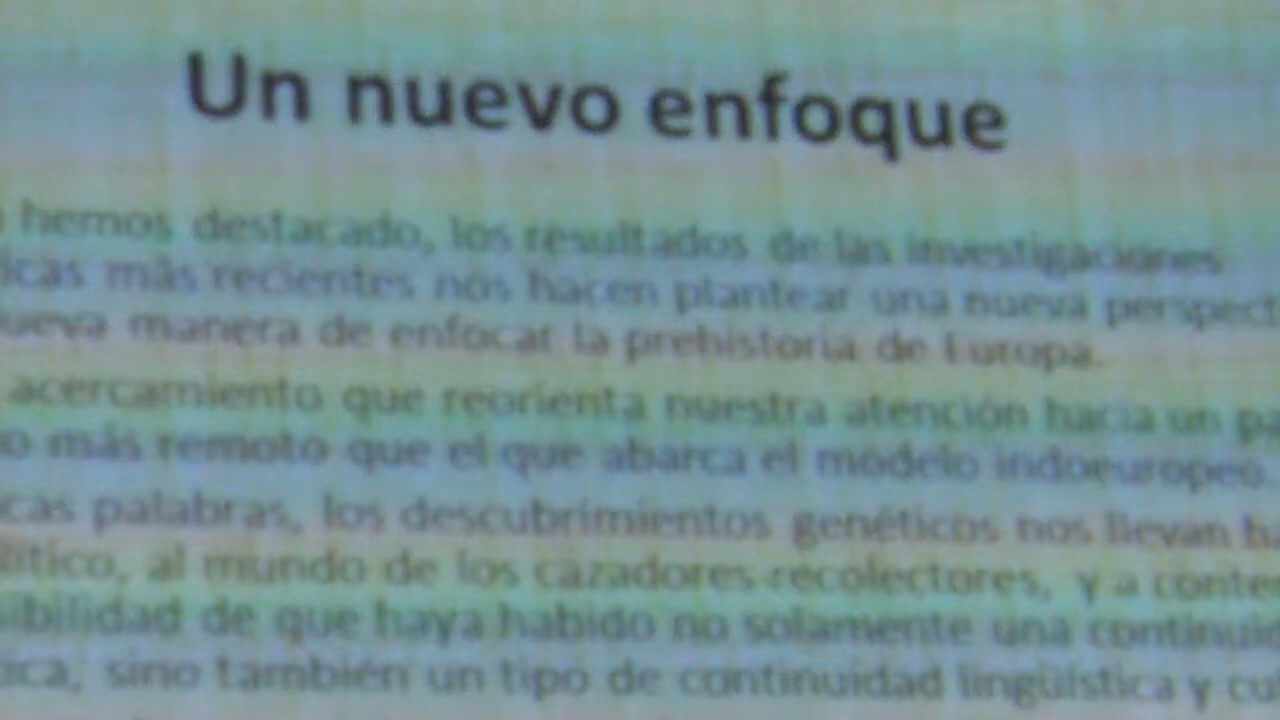 Un nuevo enfoque
hemos destacado, los resultados de las investigaciones
icas más recientes nos hacen plantear una nueva perspect
ueva manera de enfocar la prehistoria de Europa.
acercamiento que reorienta nuestra atención hacia un pa
o más remoto que el que abarca el modelo indoeuropeo.
cas palabras, los descubrimientos genéticos nos llevan ha
lítico, al mundo de los cazadores-recolectores, y a conte
ibilidad de que haya habido no solamente una continuid
ica, sino también un tipo de continuidad lingüística y cu